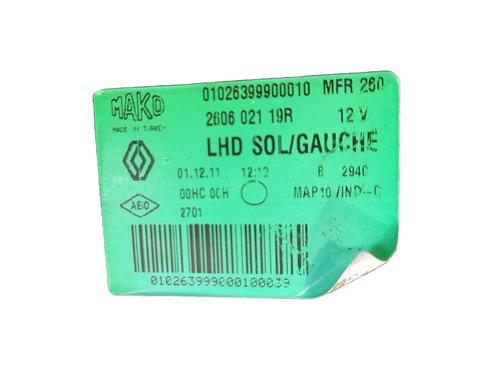 MAKO 01026399900010 MFR 260
MADE IN TURKEY 2606 021 19R 12 V
LHD SOL/GAUCHE
01.12.11 12:12 B 2940
00HC 00H MAP10 /IND--C
AEO
2701
010263999000100039